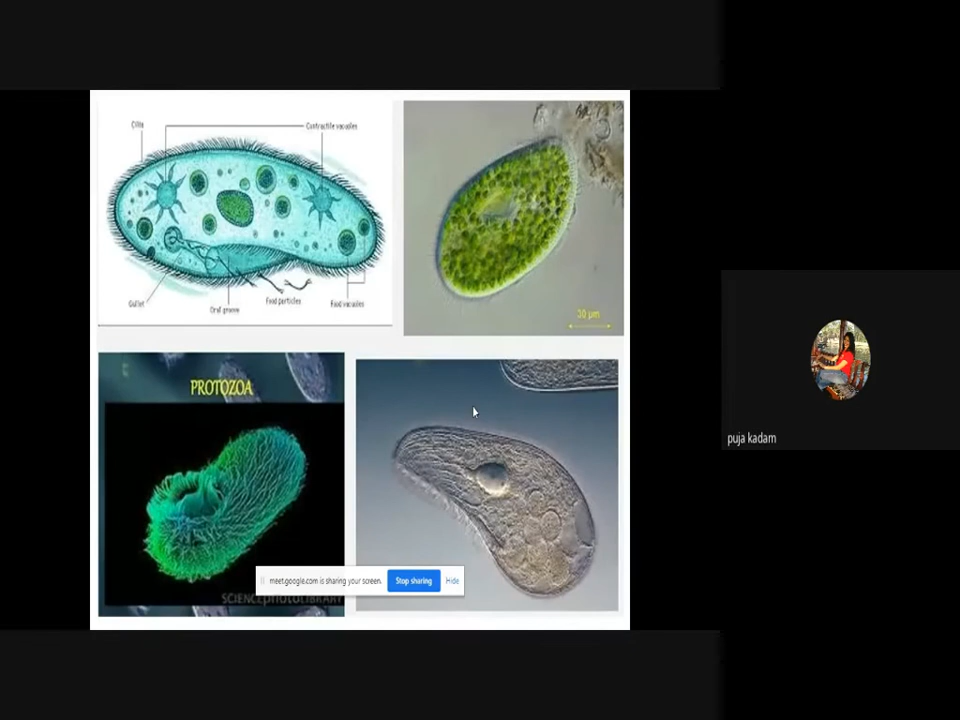 Cilia
Contractile vacuoles
Gullet
Oral groove
Food particles
Food vacuoles
30 µm
PROTOZOA
SCIENCEPHOTOLIBRARY
meet.google.com is sharing your screen.
Stop sharing
Hide
puja kadam